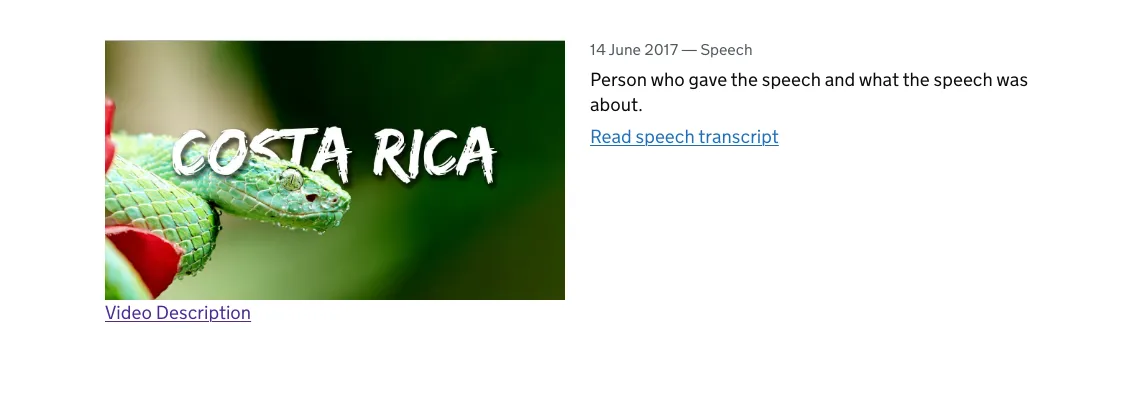 COSTA RICA
Video Description
14 June 2017 — Speech
Person who gave the speech and what the speech was
about.
Read speech transcript